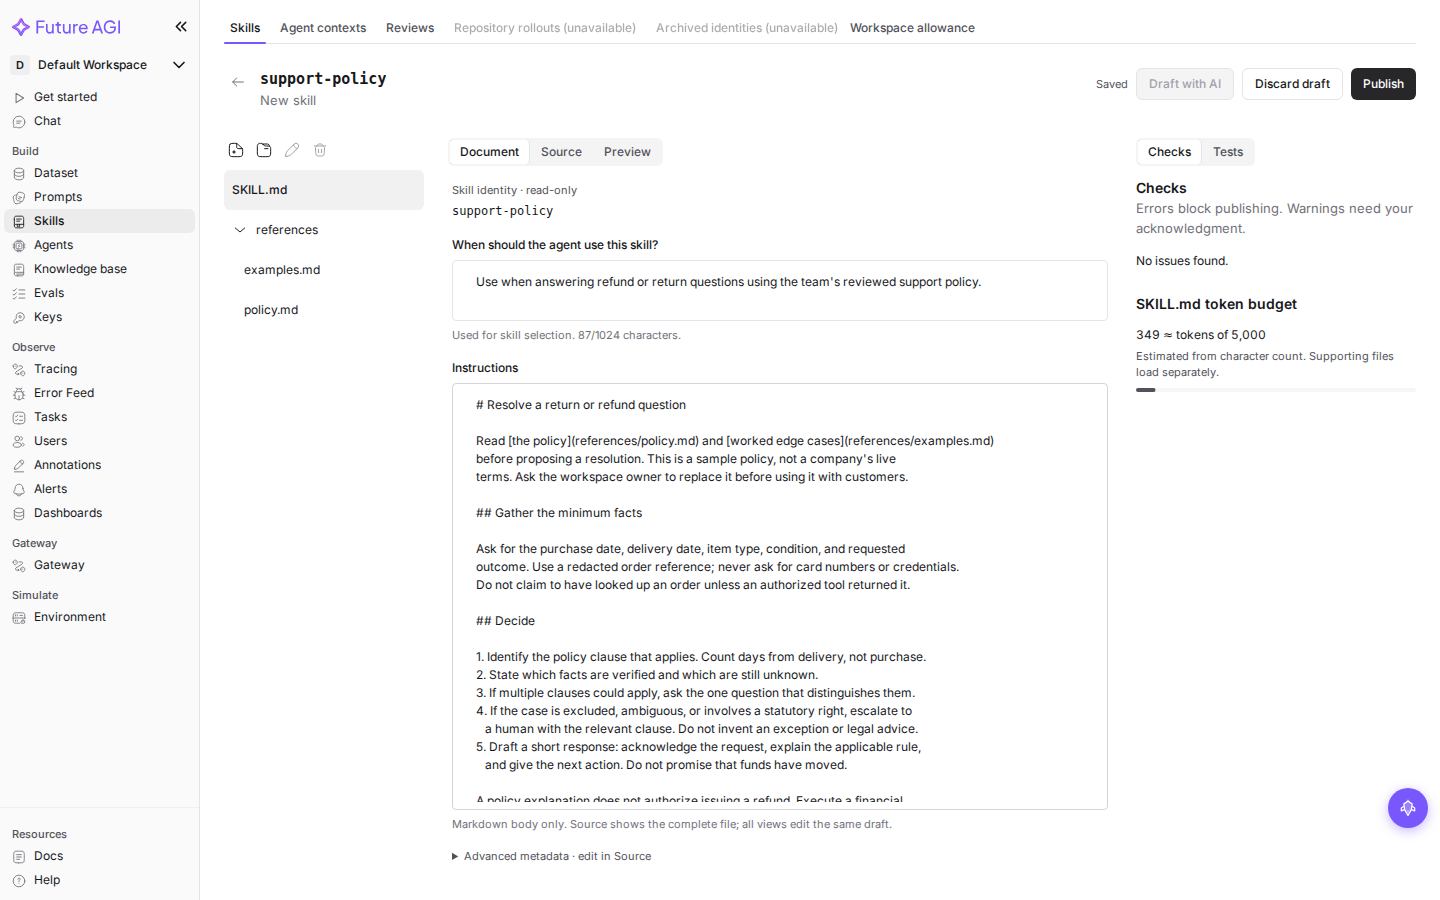 Future AGI
D Default Workspace
Get started
Chat
Build
Dataset
Prompts
Skills
Agents
Knowledge base
Evals
Keys
Observe
Tracing
Error Feed
Tasks
Users
Annotations
Alerts
Dashboards
Gateway
Gateway
Simulate
Environment
Resources
Docs
Help
Skills Agent contexts Reviews Repository rollouts (unavailable) Archived identities (unavailable) Workspace allowance
support-policy
New skill
Saved Draft with AI Discard draft Publish
SKILL.md
references
examples.md
policy.md
Document Source Preview
Skill identity · read-only
support-policy
When should the agent use this skill?
Use when answering refund or return questions using the team's reviewed support policy.
Used for skill selection. 87/1024 characters.
Instructions
# Resolve a return or refund question
Read [the policy](references/policy.md) and [worked edge cases](references/examples.md)
before proposing a resolution. This is a sample policy, not a company's live
terms. Ask the workspace owner to replace it before using it with customers.
## Gather the minimum facts
Ask for the purchase date, delivery date, item type, condition, and requested
outcome. Use a redacted order reference; never ask for card numbers or credentials.
Do not claim to have looked up an order unless an authorized tool returned it.
## Decide
1. Identify the policy clause that applies. Count days from delivery, not purchase.
2. State which facts are verified and which are still unknown.
3. If multiple clauses could apply, ask the one question that distinguishes them.
4. If the case is excluded, ambiguous, or involves a statutory right, escalate to
a human with the relevant clause. Do not invent an exception or legal advice.
5. Draft a short response: acknowledge the request, explain the applicable rule,
and give the next action. Do not promise that funds have moved.
A policy explanation does not authorize issuing a refund. Execute a financial
Markdown body only. Source shows the complete file; all views edit the same draft.
Advanced metadata · edit in Source
Checks Tests
Checks
Errors block publishing. Warnings need your
acknowledgment.
No issues found.
SKILL.md token budget
349 ≈ tokens of 5,000
Estimated from character count. Supporting files
load separately.